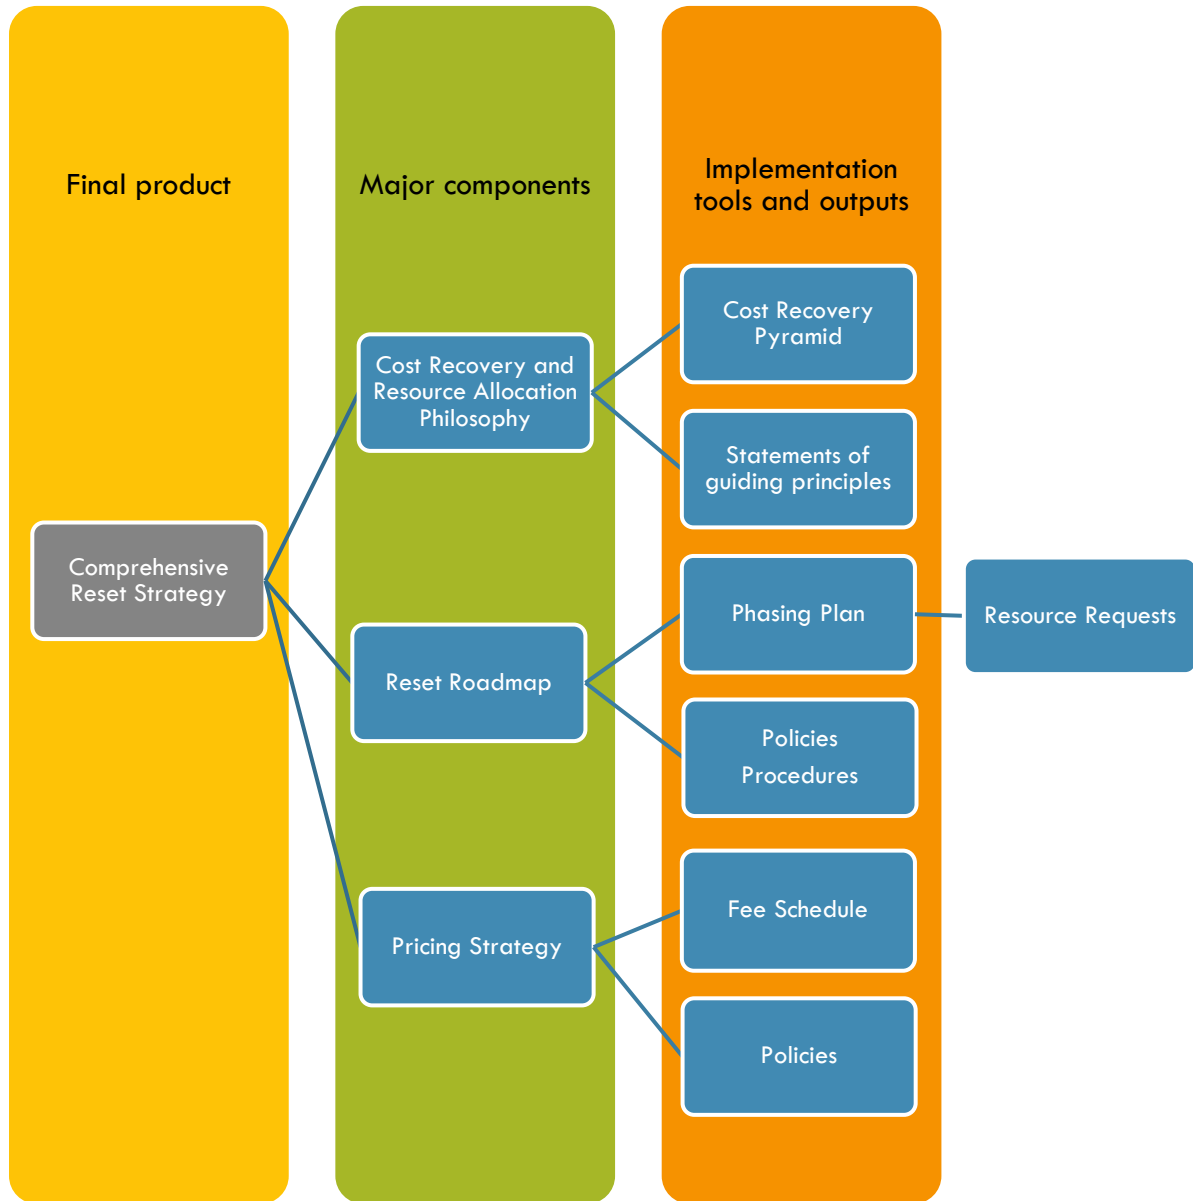 Final product
Major components
Implementation
tools and outputs
Comprehensive
Reset Strategy
Cost Recovery and
Resource Allocation
Philosophy
Reset Roadmap
Pricing Strategy
Cost Recovery
Pyramid
Statements of
guiding principles
Phasing Plan
Policies
Procedures
Fee Schedule
Policies
Resource Requests